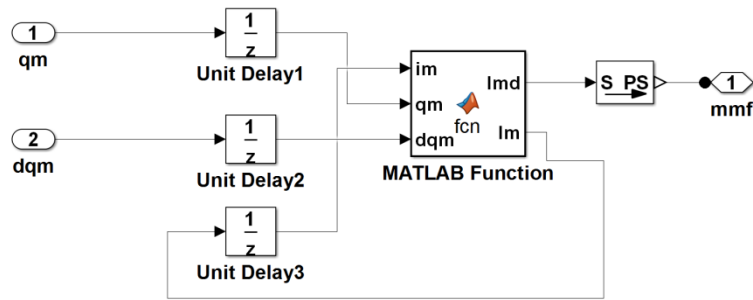 1
qm
1
z
Unit Delay1
2
dqm
1
z
Unit Delay2
1
z
Unit Delay3
im
qm
dqm
fcn
Imd
Im
MATLAB Function
S PS
1
mmf